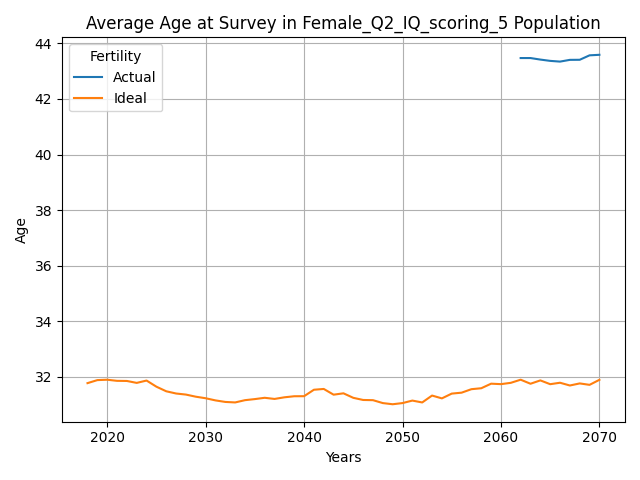 Average Age at Survey in Female_Q2_IQ_scoring_5 Population
Fertility
Actual
Ideal
Age
44
42
40
38
36
34
32
2020
2030
2040
2050
2060
2070
Years